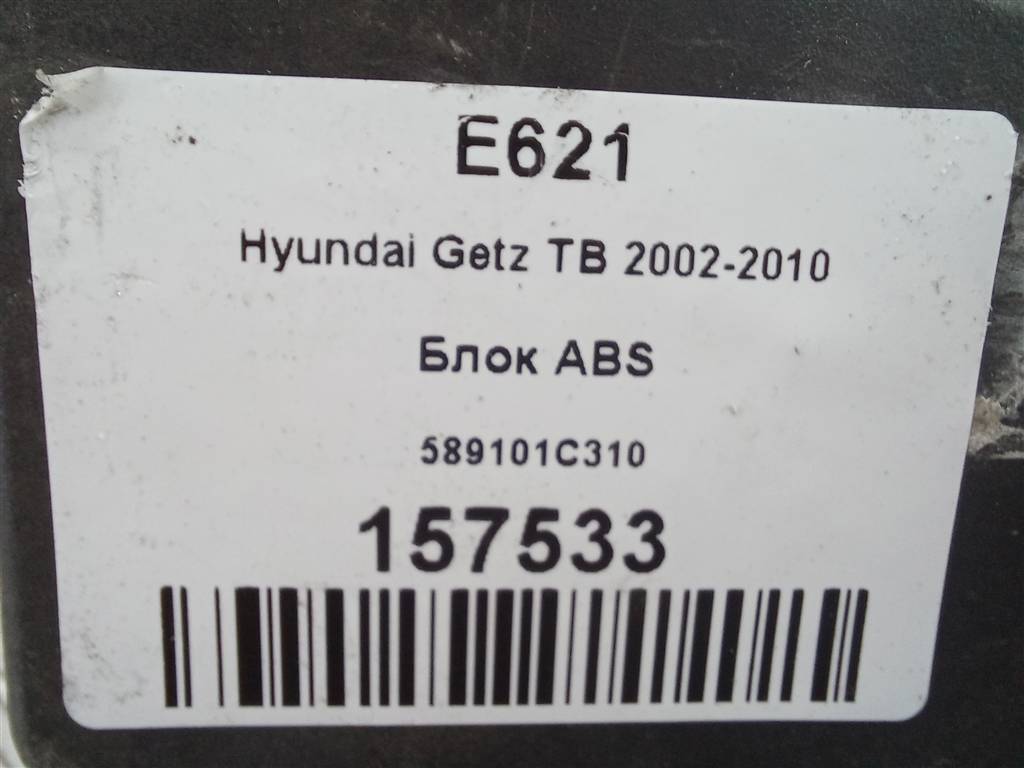 E621
Hyundai Getz TB 2002-2010
Блок ABS
589101C310
157533